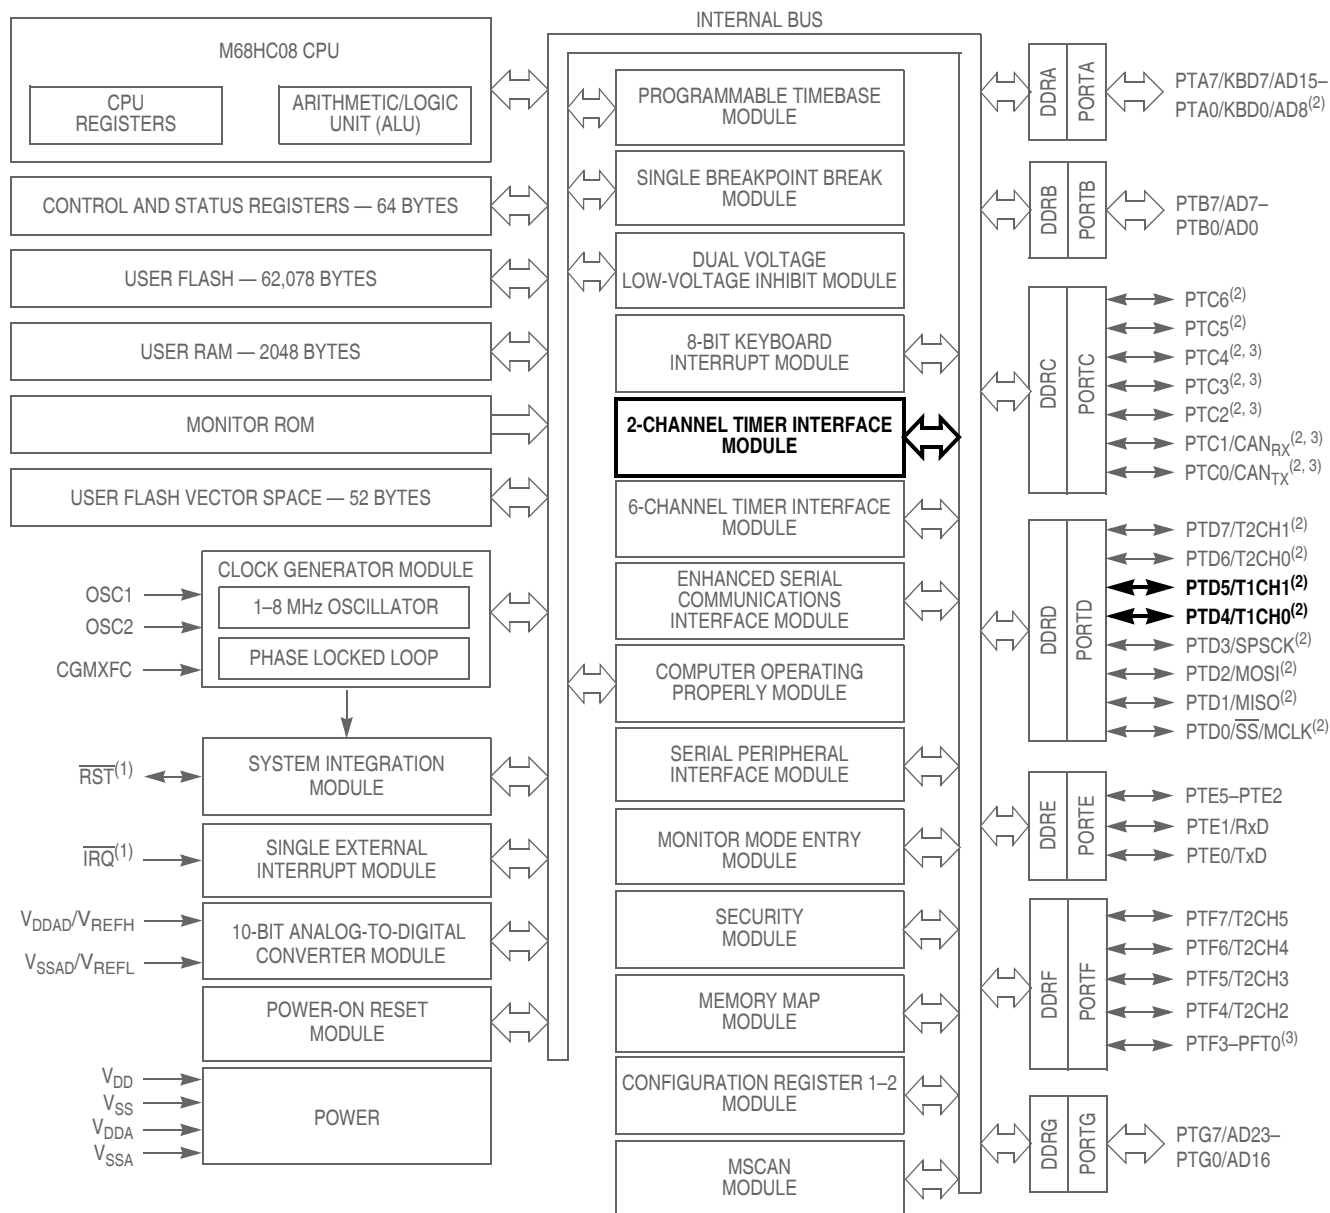 INTERNAL BUS
M68HC08 CPU
CPU
REGISTERS
ARITHMETIC/LOGIC
UNIT (ALU)
CONTROL AND STATUS REGISTERS — 64 BYTES
USER FLASH — 62,078 BYTES
USER RAM — 2048 BYTES
MONITOR ROM
USER FLASH VECTOR SPACE — 52 BYTES
OSC1
OSC2
CGMXFC
CLOCK GENERATOR MODULE
1–8 MHz OSCILLATOR
PHASE LOCKED LOOP
RST(1)
SYSTEM INTEGRATION
MODULE
IRQ(1)
SINGLE EXTERNAL
INTERRUPT MODULE
VDDAD/VREFH
VSSAD/VREFL
10-BIT ANALOG-TO-DIGITAL
CONVERTER MODULE
POWER-ON RESET
MODULE
VDD
VSS
VDDA
VSSA
POWER
PROGRAMMABLE TIMEBASE
MODULE
SINGLE BREAKPOINT BREAK
MODULE
DUAL VOLTAGE
LOW-VOLTAGE INHIBIT MODULE
8-BIT KEYBOARD
INTERRUPT MODULE
2-CHANNEL TIMER INTERFACE
MODULE
6-CHANNEL TIMER INTERFACE
MODULE
ENHANCED SERIAL
COMMUNICATIONS
INTERFACE MODULE
COMPUTER OPERATING
PROPERLY MODULE
SERIAL PERIPHERAL
INTERFACE MODULE
MONITOR MODE ENTRY
MODULE
SECURITY
MODULE
MEMORY MAP
MODULE
CONFIGURATION REGISTER 1–2
MODULE
MSCAN
MODULE
DDRA
PORTA
PTA7/KBD7/AD15–
PTA0/KBD0/AD8(2)
DDRB
PORTB
PTB7/AD7–
PTB0/AD0
DDRC
PORTC
PTC6(2)
PTC5(2)
PTC4(2, 3)
PTC3(2, 3)
PTC2(2, 3)
PTC1/CANRX(2, 3)
PTC0/CANTX(2, 3)
DDRD
PORTD
PTD7/T2CH1(2)
PTD6/T2CH0(2)
PTD5/T1CH1(2)
PTD4/T1CH0(2)
PTD3/SPSCK(2)
PTD2/MOSI(2)
PTD1/MISO(2)
PTD0/SS/MCLK(2)
DDRE
PORTE
PTE5–PTE2
PTE1/RxD
PTE0/TxD
DDRF
PORTF
PTF7/T2CH5
PTF6/T2CH4
PTF5/T2CH3
PTF4/T2CH2
PTF3–PFT0(3)
DDRG
PORTG
PTG7/AD23–
PTG0/AD16